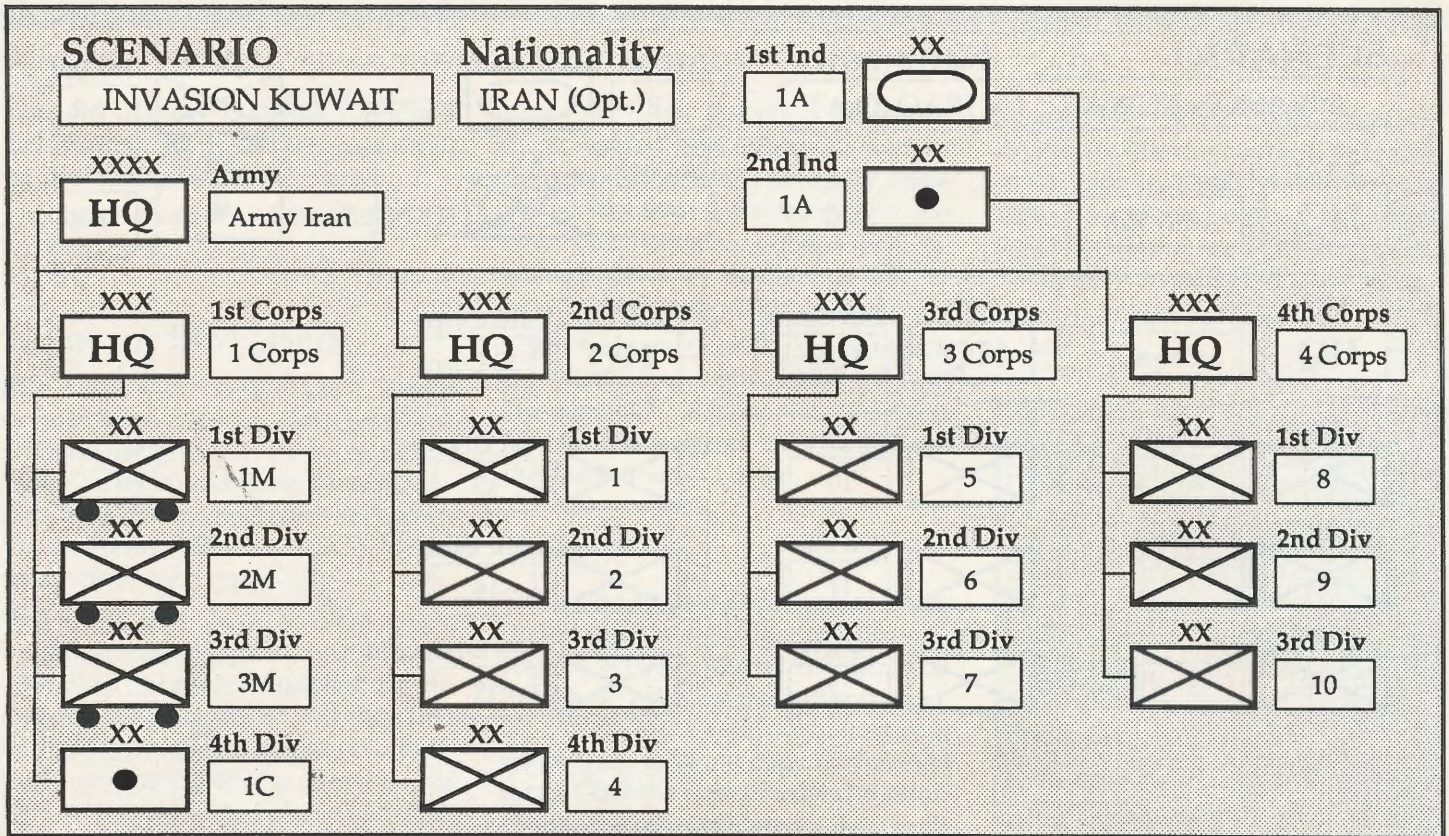 SCENARIO
INVASION KUWAIT
Nationality
IRAN (Opt.)
1st Ind
1A
XX
2nd Ind
1A
XX
XXXX
HQ
Army
Army Iran
XXX
HQ
1st Corps
1 Corps
XXX
HQ
2nd Corps
2 Corps
XXX
HQ
3rd Corps
3 Corps
XXX
HQ
4th Corps
4 Corps
XX
1st Div
1M
XX
2nd Div
2M
XX
3rd Div
3M
XX
4th Div
1C
XX
1st Div
1
XX
2nd Div
2
XX
3rd Div
3
XX
4th Div
4
XX
1st Div
5
XX
2nd Div
6
XX
3rd Div
7
XX
1st Div
8
XX
2nd Div
9
XX
3rd Div
10